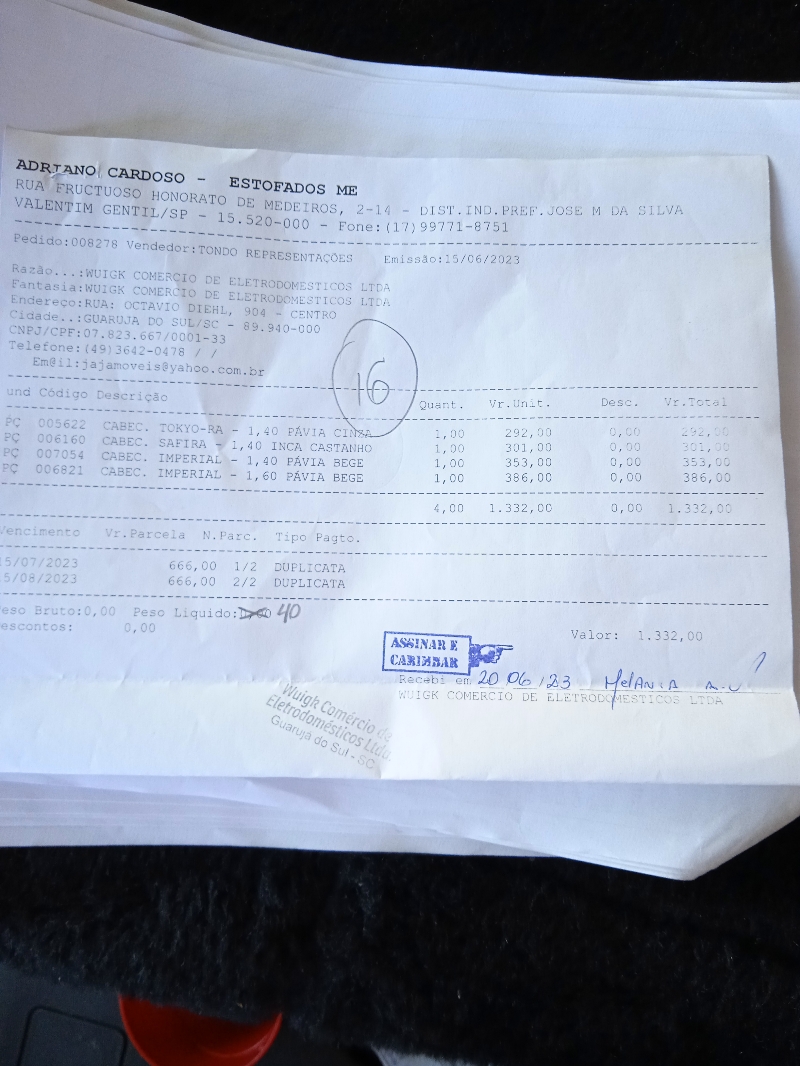 ADRIANO CARDOSO - ESTOFADOS ME
RUA FRUCTUOSO HONORATO DE MEDEIROS, 2-14 - DIST.IND.PREF.JOSE M DA SILVA
VALENTIM GENTIL/SP - 15.520-000 - Fone:(17)99771-8751
Pedido:008278 Vendedor:TONDO REPRESENTAÇÕES Emissão:15/06/2023
Razão...:WUIGK COMERCIO DE ELETRODOMESTICOS LTDA
Fantasia:WUIGK COMERCIO DE ELETRODOMESTICOS LTDA
Endereço:RUA: OCTAVIO DIEHL, 904 - CENTRO
Cidade..:GUARUJA DO SUL/SC - 89.940-000
CNPJ/CPF:07.823.667/0001-33
Telefone:(49)3642-0478 / /
Em@il:jajamoveis@yahoo.com.br
16
und Código Descrição Quant. Vr.Unit. Desc. Vr.Total
PÇ 005622 CABEC. TOKYO-RA - 1,40 PÁVIA CINZA 1,00 292,00 0,00 292,00
PÇ 006160 CABEC. SAFIRA - 1,40 INCA CASTANHO 1,00 301,00 0,00 301,00
PÇ 007054 CABEC. IMPERIAL - 1,40 PÁVIA BEGE 1,00 353,00 0,00 353,00
PÇ 006821 CABEC. IMPERIAL - 1,60 PÁVIA BEGE 1,00 386,00 0,00 386,00
4,00 1.332,00 0,00 1.332,00
Vencimento Vr.Parcela N.Parc. Tipo Pagto.
5/07/2023 666,00 1/2 DUPLICATA
5/08/2023 666,00 2/2 DUPLICATA
eso Bruto:0,00 Peso Liquido:0,00 40
escontos: 0,00
Valor: 1.332,00
ASSINAR E
CARIMBAR
Recebi em 20 06 /23 Melania
WUIGK COMERCIO DE ELETRODOMESTICOS LTDA
Wuigk Comércio de
Eletrodomésticos Ltda.
Guarujá do Sul - SC